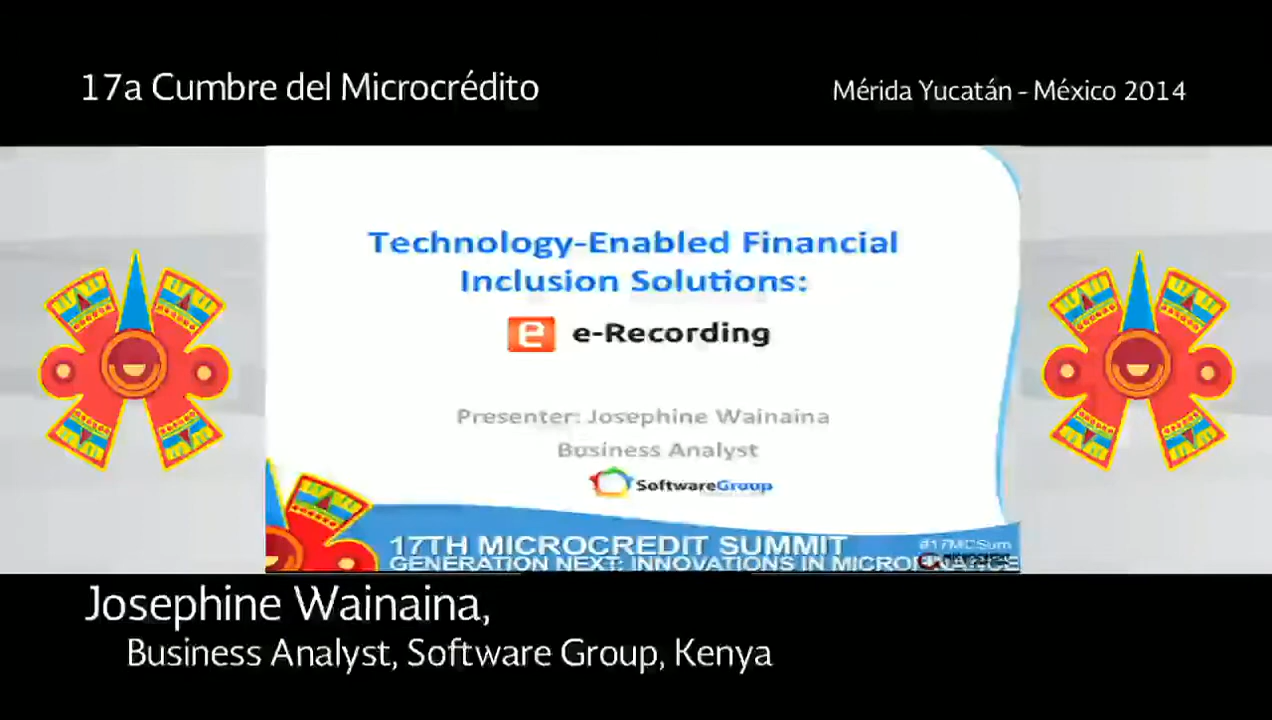 17a Cumbre del Microcrédito
Mérida Yucatán - México 2014
Technology-Enabled Financial
Inclusion Solutions:
e e-Recording
Presenter: Josephine Wainaina
Business Analyst
SoftwareGroup
17TH MICROCREDIT SUMMIT
#17MCSum
GENERATION NEXT: INNOVATIONS IN MICROFINANCE
Josephine Wainaina,
Business Analyst, Software Group, Kenya